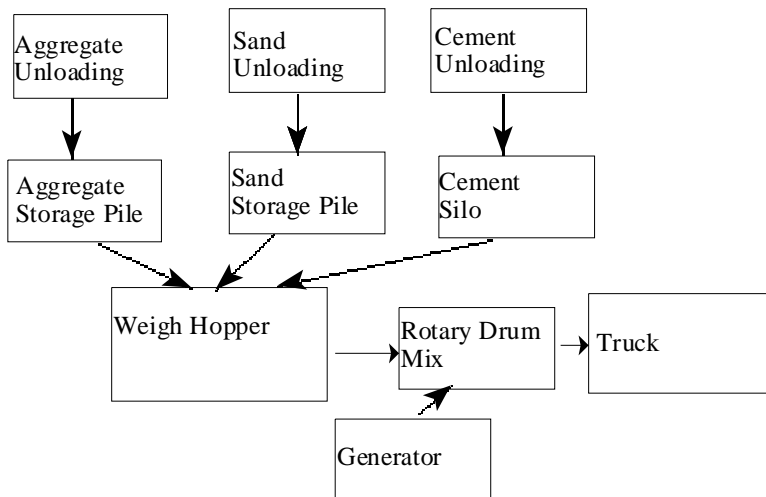 Aggregate
Unloading
Sand
Unloading
Cement
Unloading
Aggregate
Storage Pile
Sand
Storage Pile
Cement
Silo
Weigh Hopper
Rotary Drum
Mix
Truck
Generator